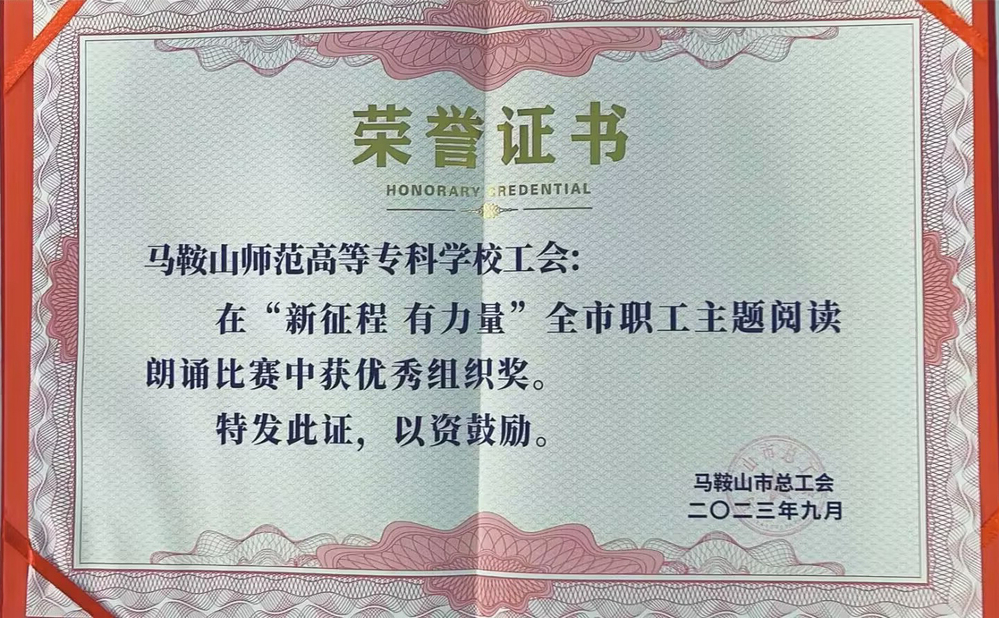 荣誉证书
HONORARY CREDENTIAL
马鞍山师范高等专科学校工会:
在“新征程 有力量”全市职工主题阅读
朗诵比赛中获优秀组织奖。
特发此证，以资鼓励。
马鞍山市总工会
二〇二三年九月